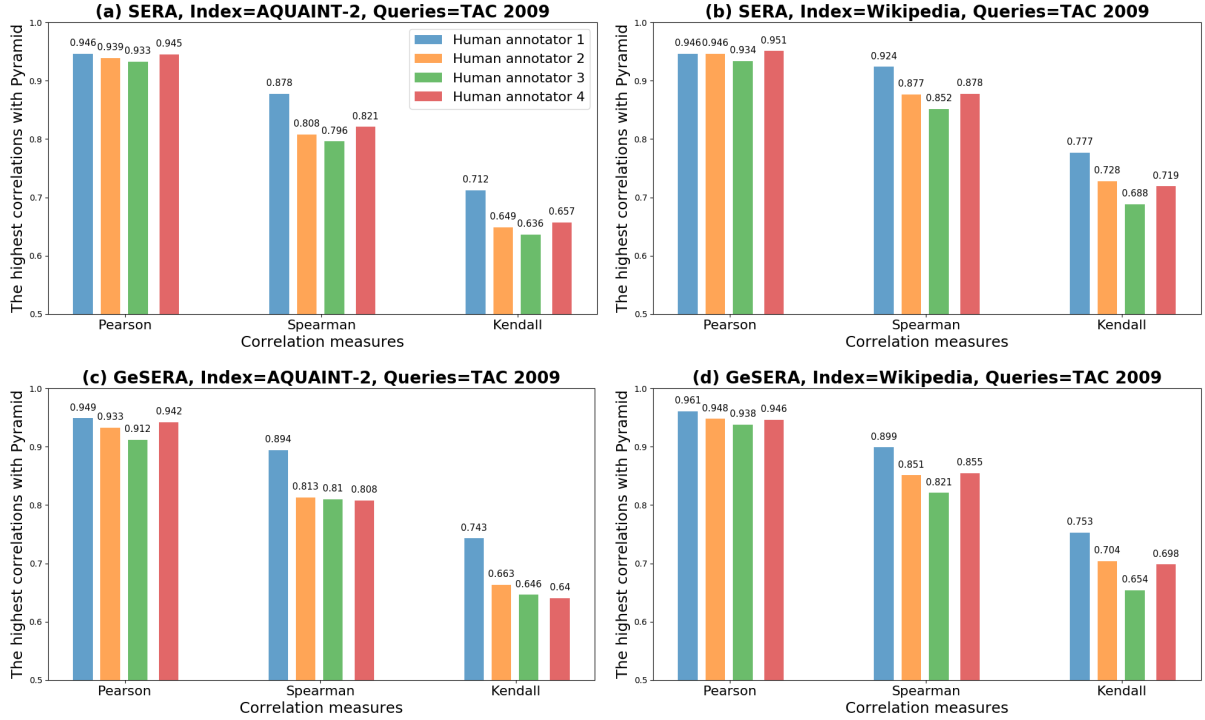 (a) SERA, Index=AQUAINT-2, Queries=TAC 2009
The highest correlations with Pyramid
1.0
0.9
0.8
0.7
0.6
0.5
0.946 0.939 0.933 0.945
0.878 0.808 0.796 0.821
0.712 0.649 0.636 0.657
Human annotator 1
Human annotator 2
Human annotator 3
Human annotator 4
Pearson Spearman Kendall
Correlation measures
(b) SERA, Index=Wikipedia, Queries=TAC 2009
The highest correlations with Pyramid
1.0
0.9
0.8
0.7
0.6
0.5
0.946 0.946 0.934 0.951
0.924 0.877 0.852 0.878
0.777 0.728 0.688 0.719
Pearson Spearman Kendall
Correlation measures
(c) GeSERA, Index=AQUAINT-2, Queries=TAC 2009
The highest correlations with Pyramid
1.0
0.9
0.8
0.7
0.6
0.5
0.949 0.933 0.912 0.942
0.894 0.813 0.81 0.808
0.743 0.663 0.646 0.64
Pearson Spearman Kendall
Correlation measures
(d) GeSERA, Index=Wikipedia, Queries=TAC 2009
The highest correlations with Pyramid
1.0
0.9
0.8
0.7
0.6
0.5
0.961 0.948 0.938 0.946
0.899 0.851 0.821 0.855
0.753 0.704 0.654 0.698
Pearson Spearman Kendall
Correlation measures